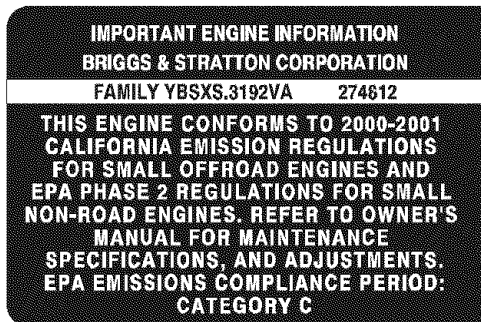 IMPORTANT ENGINE INFORMATION
BRIGGS & STRATTON CORPORATION
FAMILY YBSXS.3192VA 274812
THIS ENGINE CONFORMS TO 2000-2001
CALIFORNIA EMISSION REGULATIONS
FOR SMALL OFFROAD ENGINES AND
EPA PHASE 2 REGULATIONS FOR SMALL
NON-ROAD ENGINES. REFER TO OWNER'S
MANUAL FOR MAINTENANCE
SPECIFICATIONS, AND ADJUSTMENTS.
EPA EMISSIONS COMPLIANCE PERIOD:
CATEGORY C